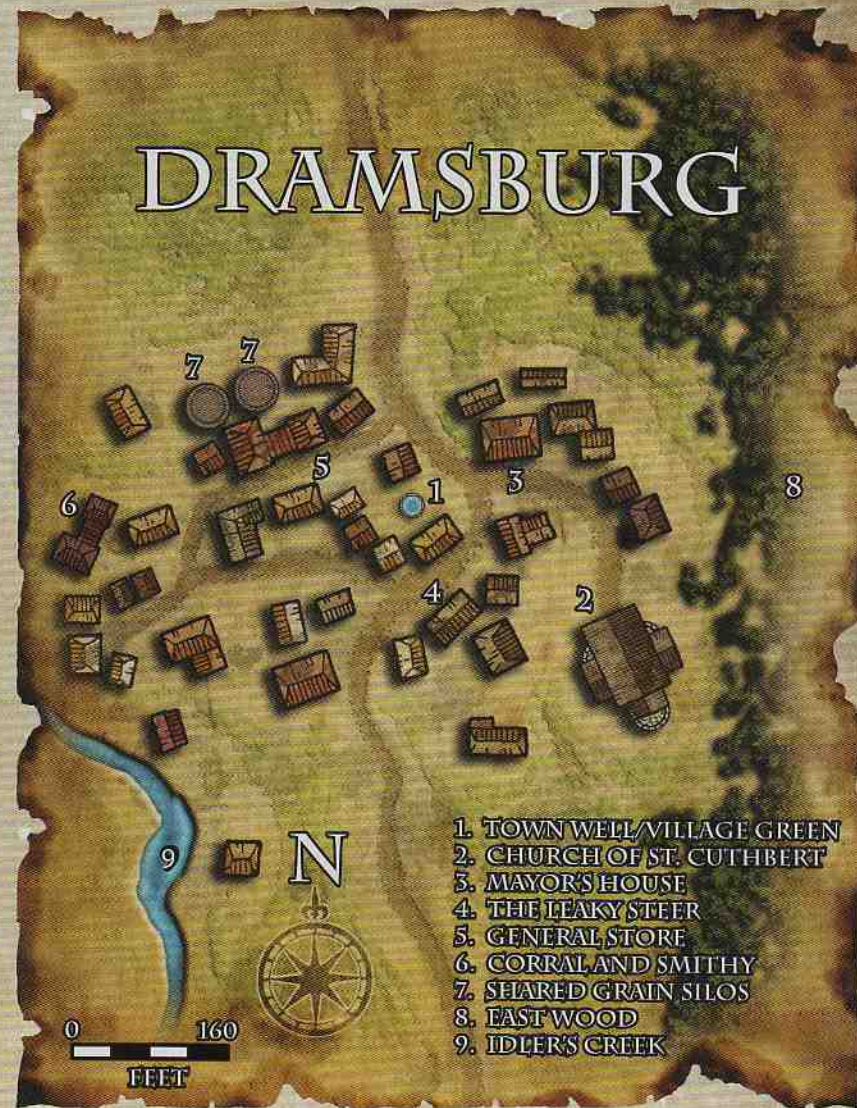 DRAMSBURG
7 7
5
1
6
3
8
4
2
9
N
1. TOWN WELL/VILLAGE GREEN
2. CHURCH OF ST. CUTHBERT
3. MAYOR'S HOUSE
4. THE LEAKY STEER
5. GENERAL STORE
6. CORRAL AND SMITHY
7. SHARED GRAIN SILOS
8. EAST WOOD
9. IDLER'S CREEK
0 160
FEET